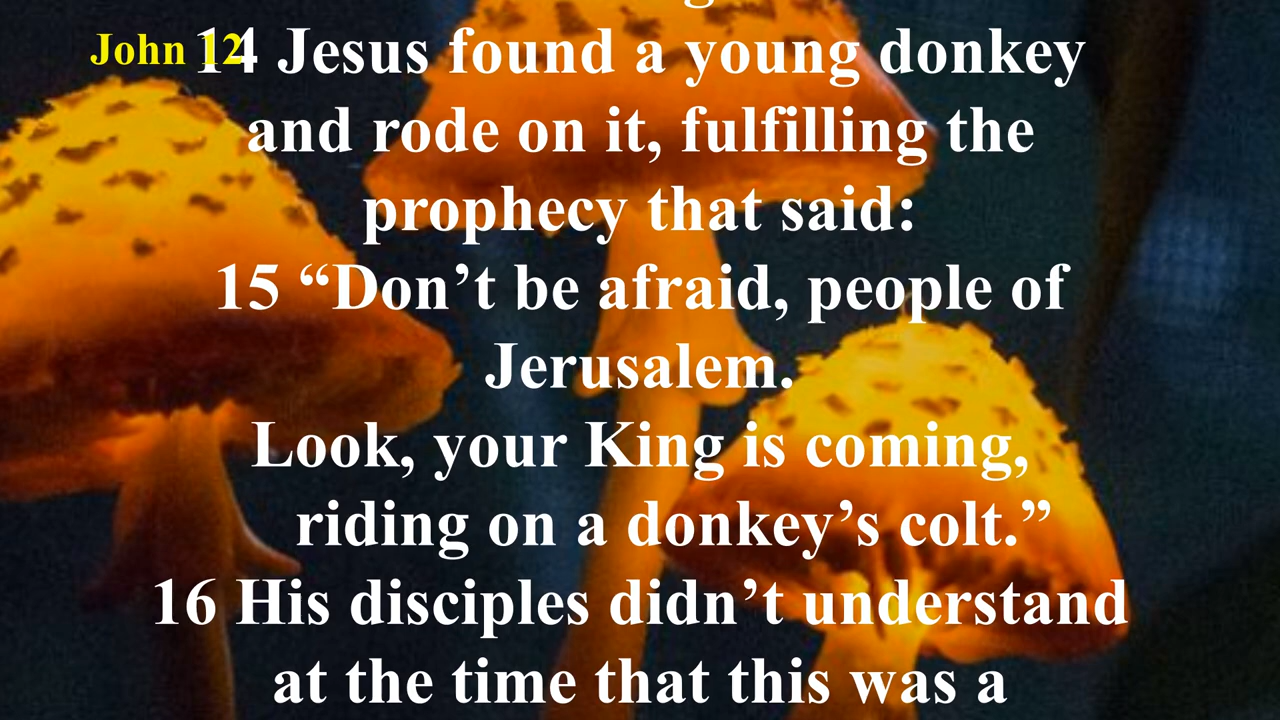 John 12
14 Jesus found a young donkey
and rode on it, fulfilling the
prophecy that said:
15 “Don’t be afraid, people of
Jerusalem.
Look, your King is coming,
riding on a donkey’s colt.”
16 His disciples didn’t understand
at the time that this was a